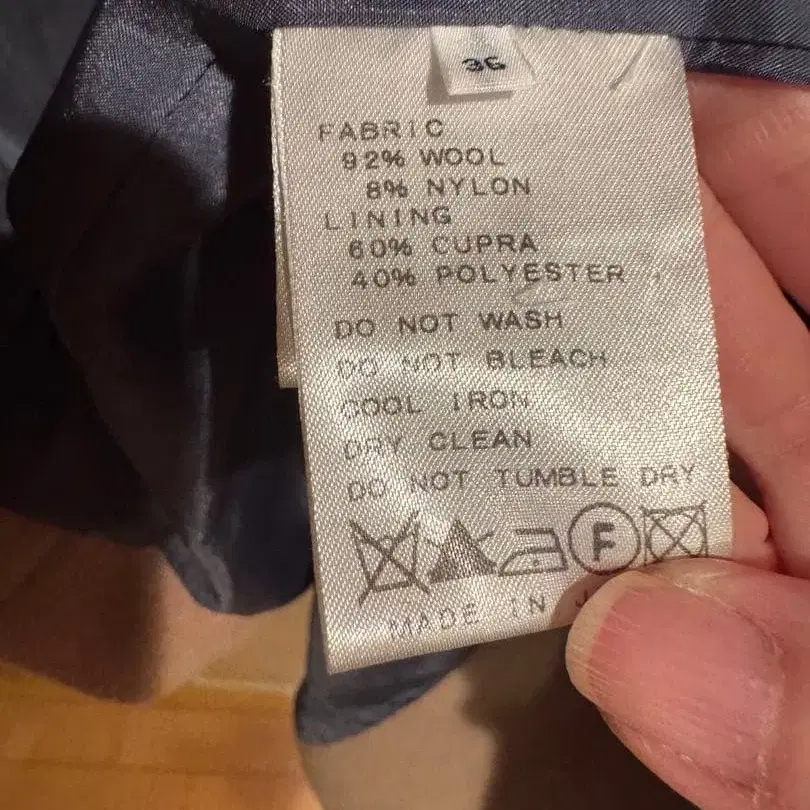 36
FABRIC
92% WOOL
8% NYLON
LINING
60% CUPRA
40% POLYESTER
DO NOT WASH
DO NOT BLEACH
COOL IRON
DRY CLEAN
DO NOT TUMBLE DRY
F
MADE IN